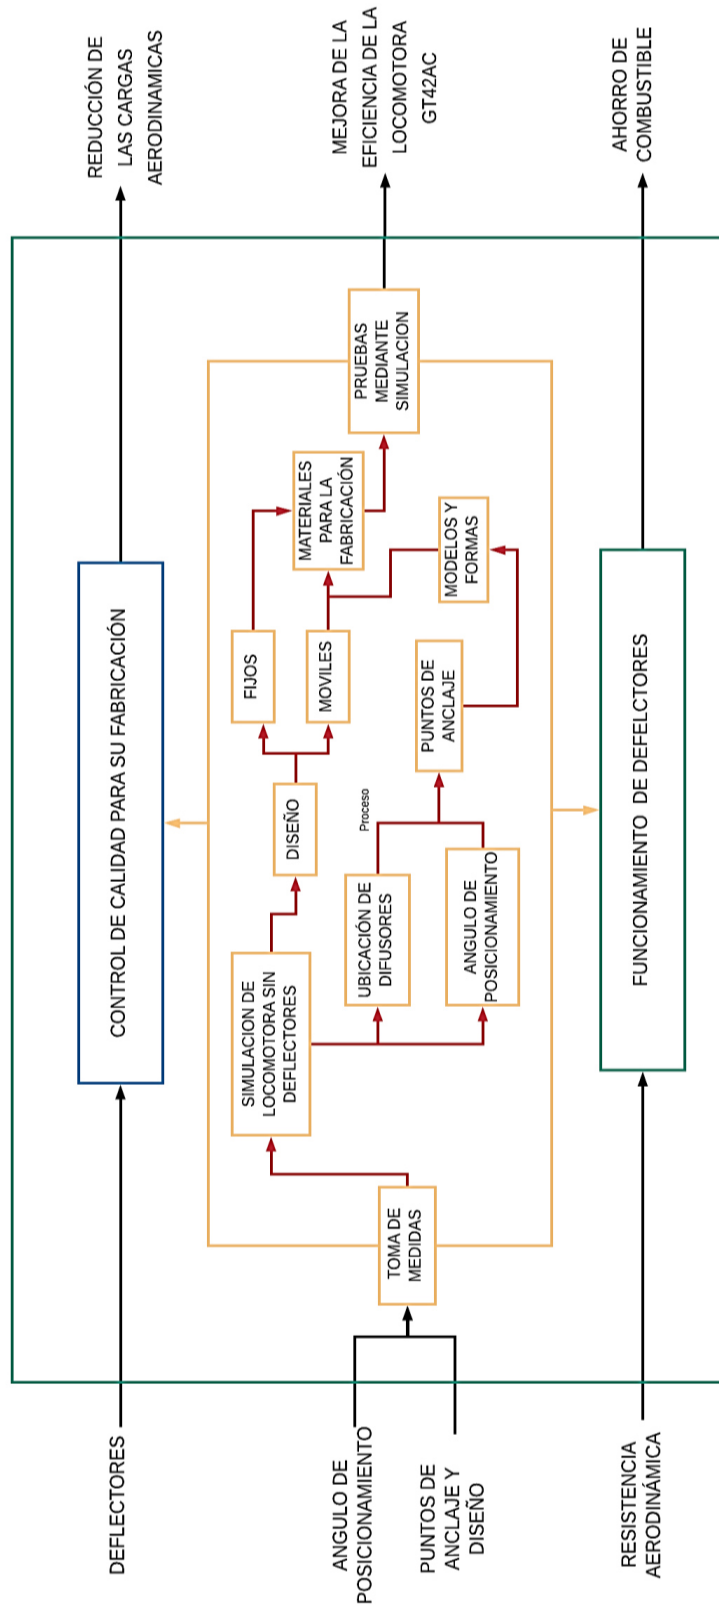 DEFLECTORES
ANGULO DE
POSICIONAMIENTO
PUNTOS DE
ANCLAJE Y
DISEÑO
RESISTENCIA
AERODINÁMICA
CONTROL DE CALIDAD PARA SU FABRICACIÓN
TOMA DE
MEDIDAS
SIMULACION DE
LOCOMOTORA SIN
DEFLECTORES
DISEÑO
FIJOS
MOVILES
MATERIALES
PARA LA
FABRICACIÓN
Proceso
UBICACIÓN DE
DIFUSORES
ANGULO DE
POSICIONAMIENTO
PUNTOS DE
ANCLAJE
MODELOS Y
FORMAS
PRUEBAS
MEDIANTE
SIMULACION
FUNCIONAMIENTO DE DEFELCTORES
REDUCCIÓN DE
LAS CARGAS
AERODINAMICAS
MEJORA DE LA
EFICIENCIA DE LA
LOCOMOTORA
GT42AC
AHORRO DE
COMBUSTIBLE